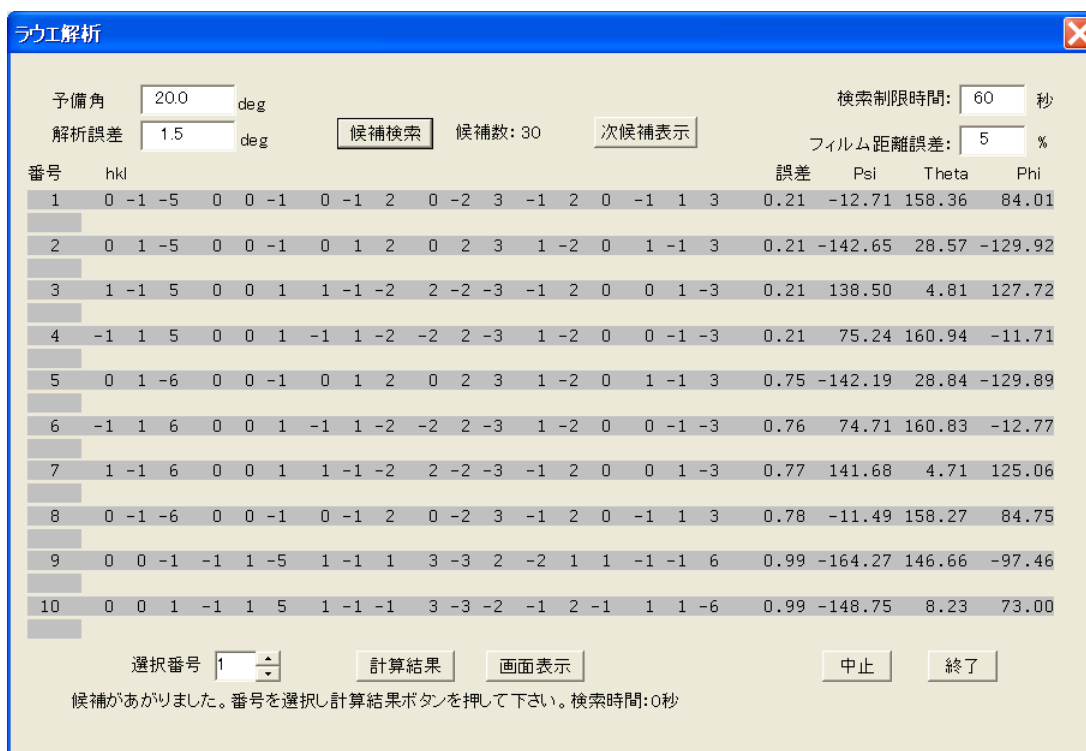 ラウエ解析
予備角 20.0 deg 検索制限時間: 60 秒
解析誤差 1.5 deg 候補検索 候補数: 30 次候補表示 フィルム距離誤差: 5 %
番号 hkl 誤差 Psi Theta Phi
1 0 -1 -5 0 0 -1 0 -1 2 0 -2 3 -1 2 0 -1 1 3 0.21 -12.71 158.36 84.01
2 0 1 -5 0 0 -1 0 1 2 0 2 3 1 -2 0 1 -1 3 0.21 -142.65 28.57 -129.92
3 1 -1 5 0 0 1 1 -1 -2 2 -2 -3 -1 2 0 0 1 -3 0.21 138.50 4.81 127.72
4 -1 1 5 0 0 1 -1 1 -2 -2 2 -3 1 -2 0 0 -1 -3 0.21 75.24 160.94 -11.71
5 0 1 -6 0 0 -1 0 1 2 0 2 3 1 -2 0 1 -1 3 0.75 -142.19 28.84 -129.89
6 -1 1 6 0 0 1 -1 1 -2 -2 2 -3 1 -2 0 0 -1 -3 0.76 74.71 160.83 -12.77
7 1 -1 6 0 0 1 1 -1 -2 2 -2 -3 -1 2 0 0 1 -3 0.77 141.68 4.71 125.06
8 0 -1 -6 0 0 -1 0 -1 2 0 -2 3 -1 2 0 -1 1 3 0.78 -11.49 158.27 84.75
9 0 0 -1 -1 1 -5 1 -1 1 3 -3 2 -2 1 1 -1 -1 6 0.99 -164.27 146.66 -97.46
10 0 0 1 -1 1 5 1 -1 -1 3 -3 -2 -1 2 -1 1 1 -6 0.99 -148.75 8.23 73.00
選択番号 1 計算結果 画面表示 中止 終了
候補があがりました。番号を選択し計算結果ボタンを押して下さい。検索時間:0秒